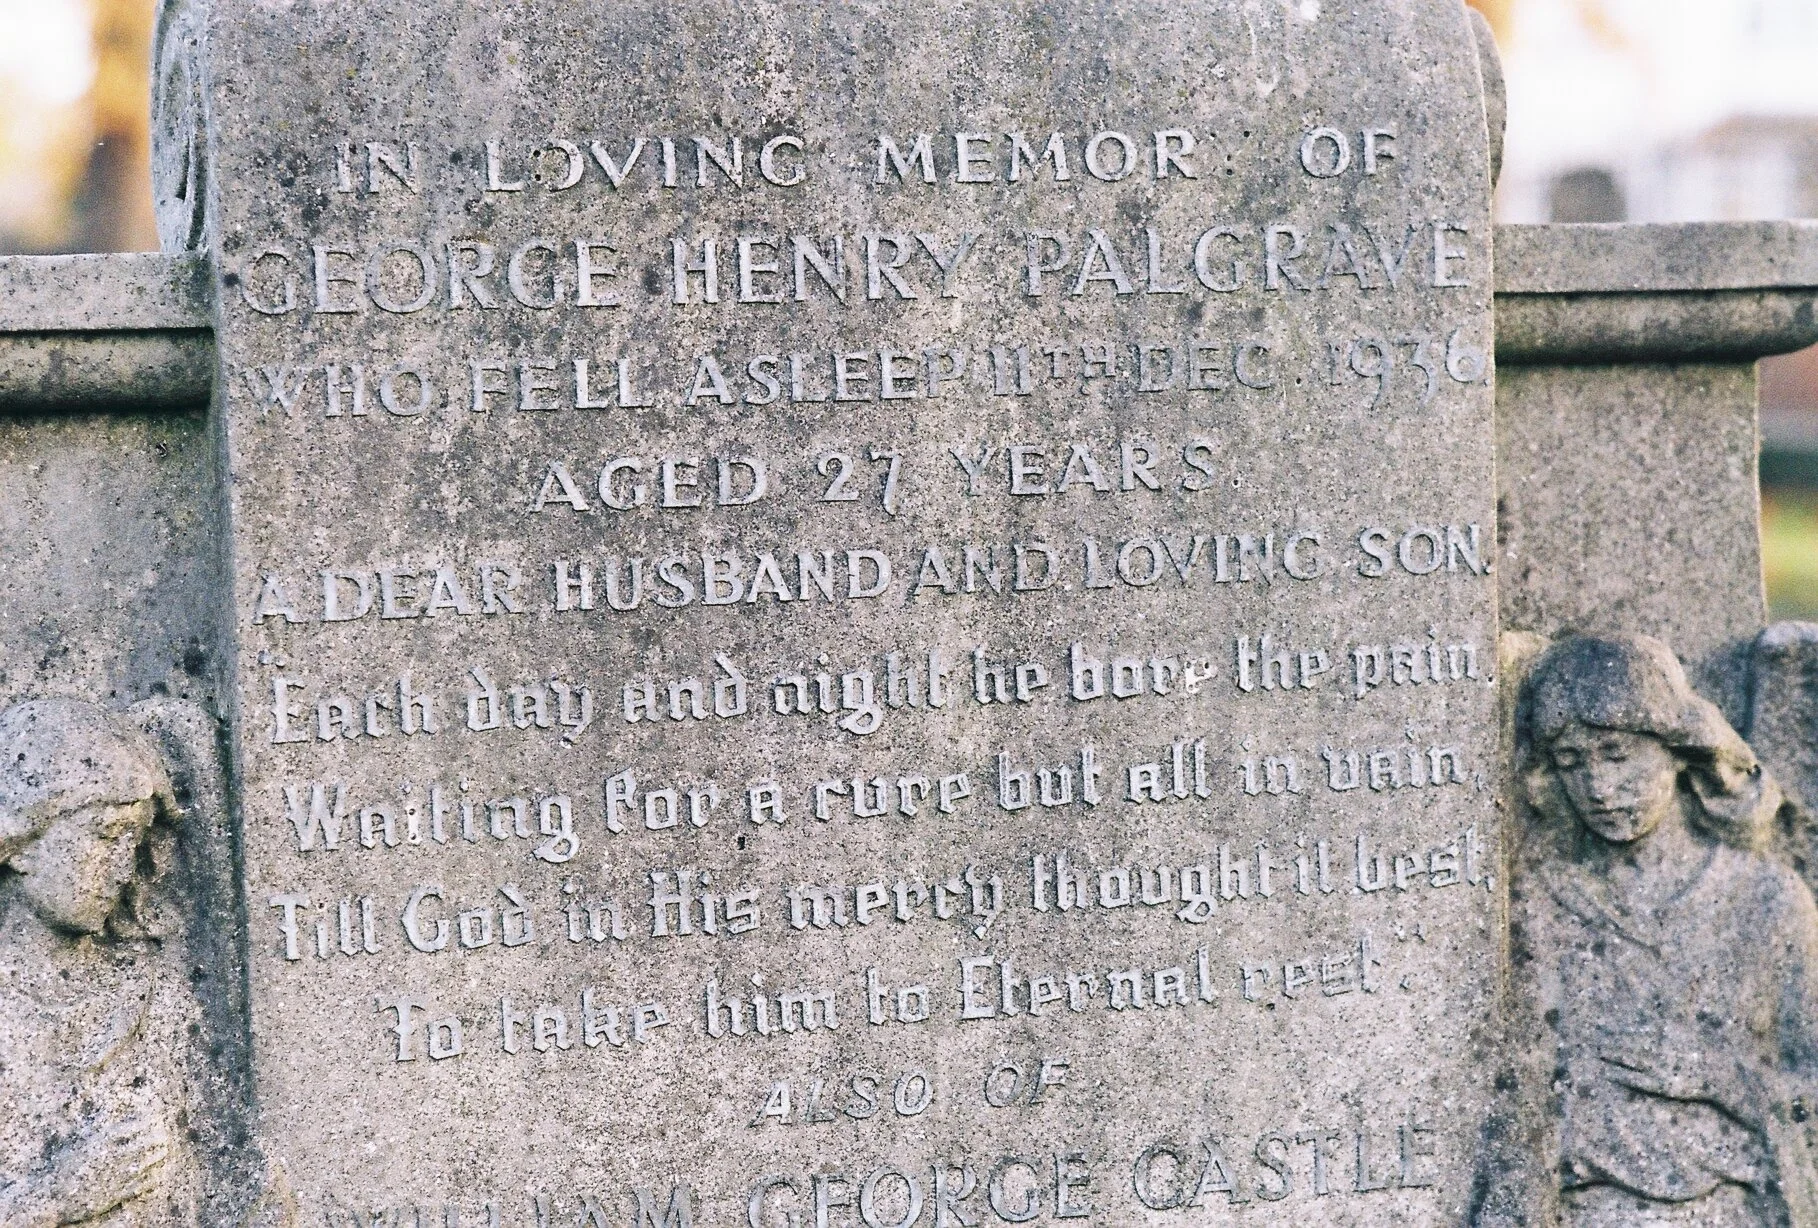 IN LOVING MEMOR OF
GEORGE HENRY PALGRAVE
WHO FELL ASLEEP 11TH DEC 1936.
AGED 27 YEARS
A DEAR HUSBAND AND LOVING SON.
"Each day and night he bore the pain,
Waiting for a cure but all in vain,
Till God in His mercy thought it best,
To take him to Eternal rest."
ALSO OF
WILLIAM GEORGE CASTLE